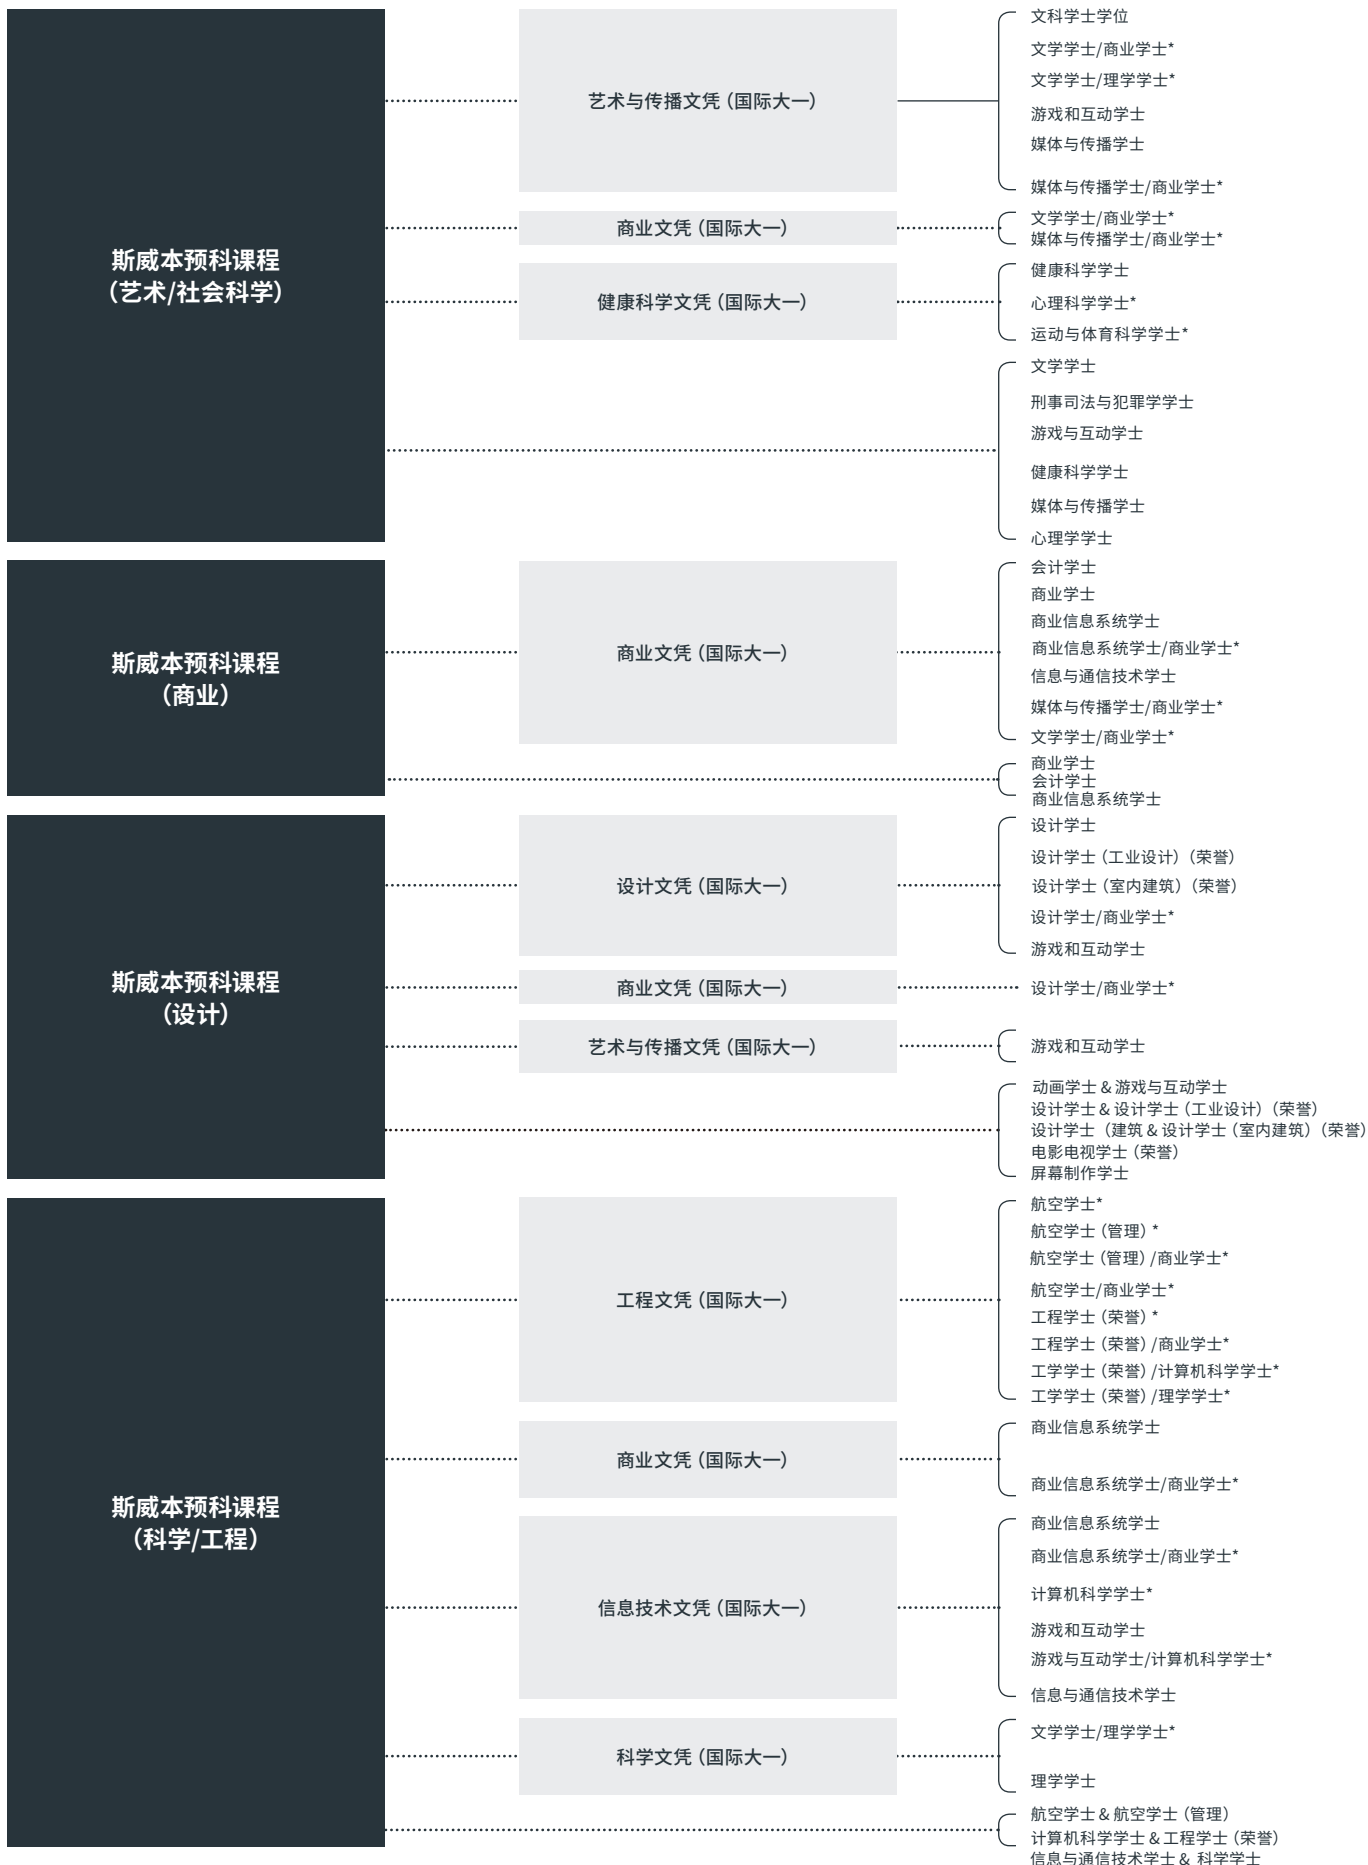 斯威本预科课程
（艺术/社会科学）
艺术与传播文凭（国际大一）
文科学士学位
文学学士/商业学士*
文学学士/理学学士*
游戏和互动学士
媒体与传播学士
媒体与传播学士/商业学士*
商业文凭（国际大一）
文学学士/商业学士*
媒体与传播学士/商业学士*
健康科学文凭（国际大一）
健康科学学士
心理科学学士*
运动与体育科学学士*
文学学士
刑事司法与犯罪学学士
游戏与互动学士
健康科学学士
媒体与传播学士
心理学学士
斯威本预科课程
（商业）
商业文凭（国际大一）
会计学士
商业学士
商业信息系统学士
商业信息系统学士/商业学士*
信息与通信技术学士
媒体与传播学士/商业学士*
文学学士/商业学士*
商业学士
会计学士
商业信息系统学士
斯威本预科课程
（设计）
设计文凭（国际大一）
设计学士
设计学士（工业设计）（荣誉）
设计学士（室内建筑）（荣誉）
设计学士/商业学士*
游戏和互动学士
商业文凭（国际大一）
设计学士/商业学士*
艺术与传播文凭（国际大一）
游戏和互动学士
动画学士 & 游戏与互动学士
设计学士 & 设计学士（工业设计）（荣誉）
设计学士（建筑 & 设计学士（室内建筑）（荣誉）
电影电视学士（荣誉）
屏幕制作学士
斯威本预科课程
（科学/工程）
工程文凭（国际大一）
航空学士*
航空学士（管理）*
航空学士（管理）/商业学士*
航空学士/商业学士*
工程学士（荣誉）*
工程学士（荣誉）/商业学士*
工学学士（荣誉）/计算机科学学士*
工学学士（荣誉）/理学学士*
商业文凭（国际大一）
商业信息系统学士
商业信息系统学士/商业学士*
信息技术文凭（国际大一）
商业信息系统学士
商业信息系统学士/商业学士*
计算机科学学士*
游戏和互动学士
游戏与互动学士/计算机科学学士*
信息与通信技术学士
科学文凭（国际大一）
文学学士/理学学士*
理学学士
航空学士 & 航空学士（管理）
计算机科学学士 & 工程学士（荣誉）
信息与通信技术学士 & 科学学士